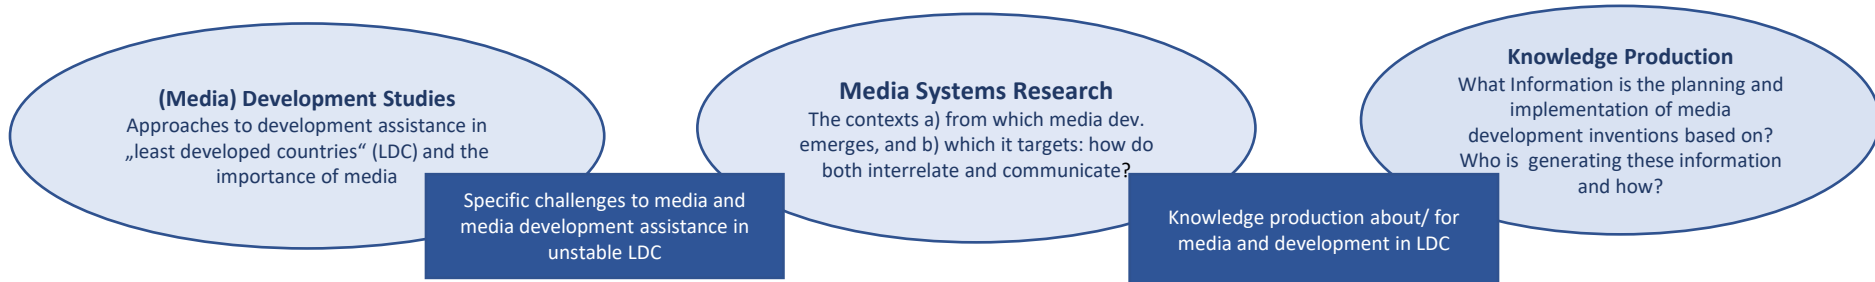 (Media) Development Studies
Approaches to development assistance in
„least developed countries“ (LDC) and the
importance of media
Specific challenges to media and
media development assistance in
unstable LDC
Media Systems Research
The contexts a) from which media dev.
emerges, and b) which it targets: how do
both interrelate and communicate?
Knowledge production about/ for
media and development in LDC
Knowledge Production
What Information is the planning and
implementation of media
development inventions based on?
Who is generating these information
and how?